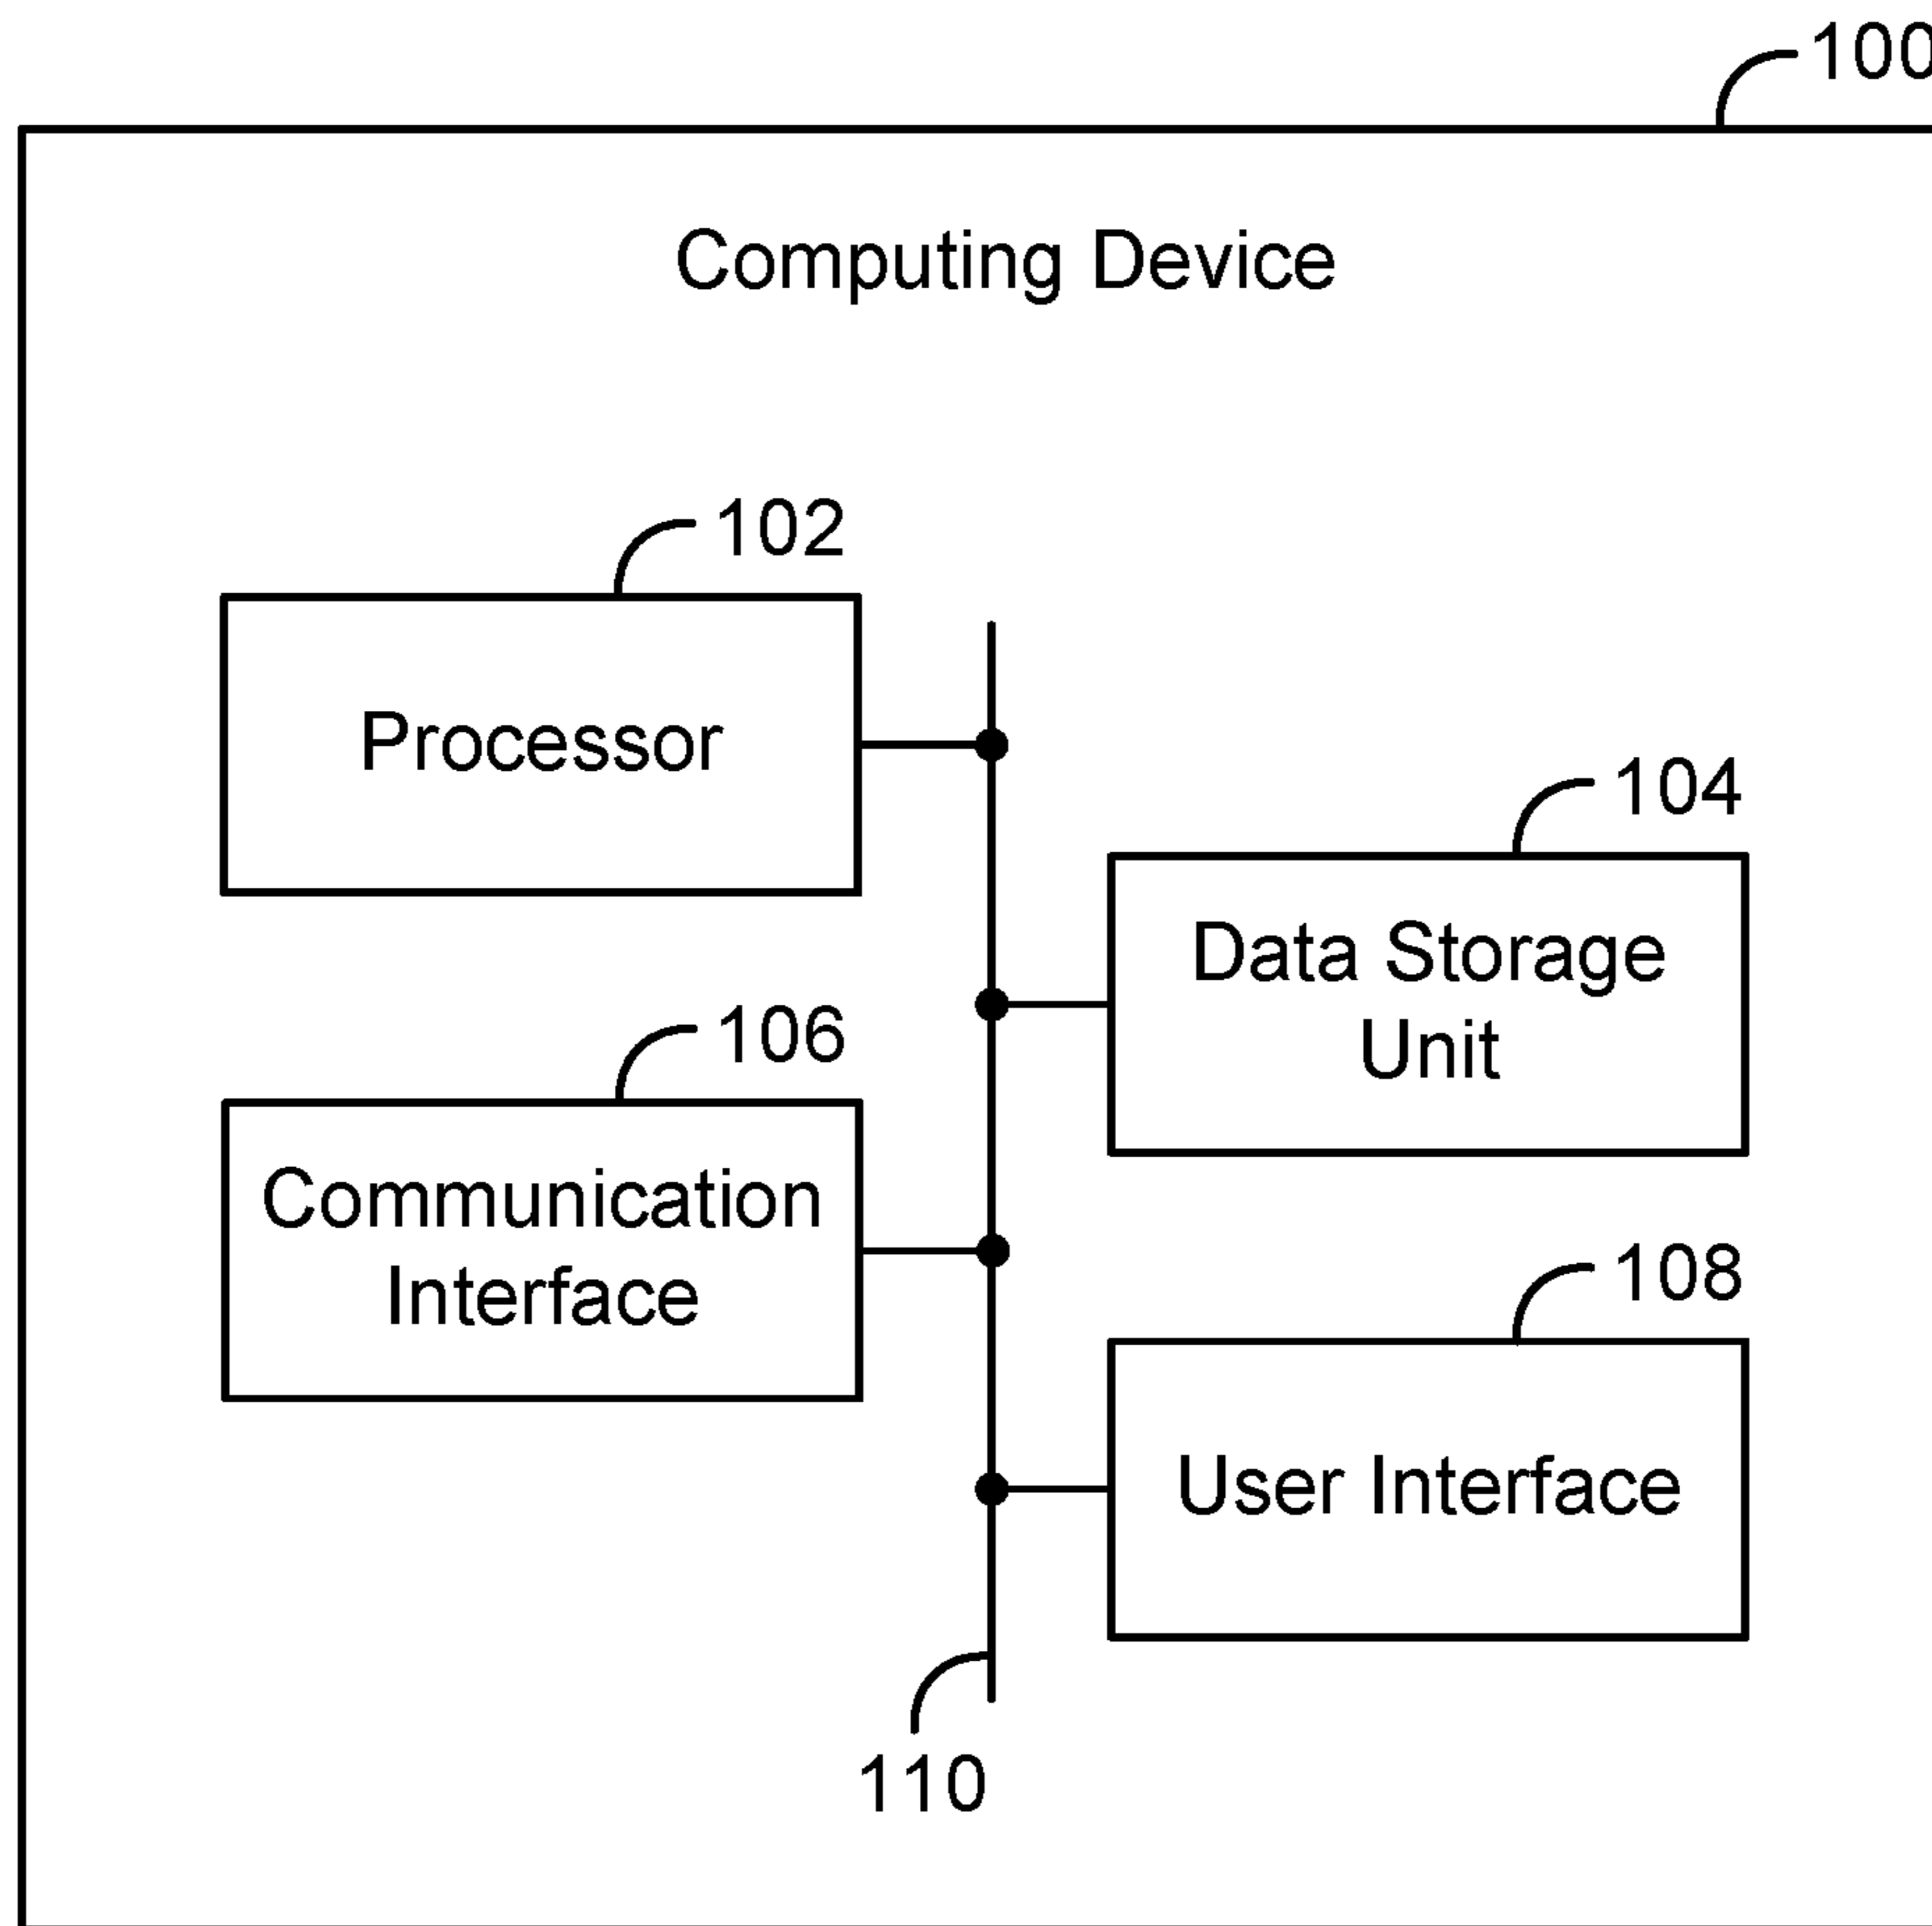 100
Computing Device
102
Processor
104
Data Storage
Unit
106
Communication
Interface
108
User Interface
110